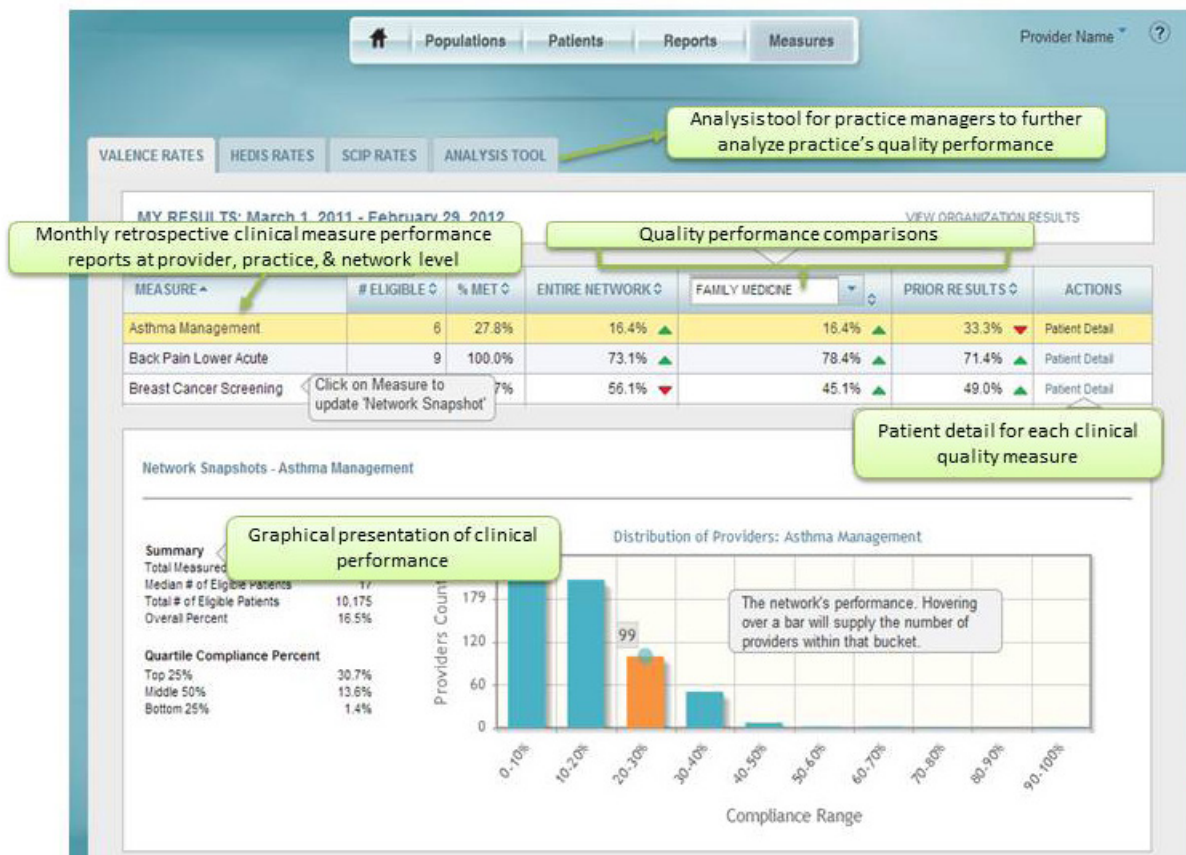 Populations Patients Reports Measures
Provider Name ?
Analysis tool for practice managers to further
analyze practice's quality performance
VALENCE RATES HEDIS RATES SCIP RATES ANALYSIS TOOL
MY RESULTS: March 1, 2011 - February 29, 2012
VIEW ORGANIZATION RESULTS
Monthly retrospective clinical measure performance
reports at provider, practice, & network level
Quality performance comparisons
MEASURE # ELIGIBLE % MET ENTIRE NETWORK FAMILY MEDICINE PRIOR RESULTS ACTIONS
Asthma Management 6 27.8% 16.4% 16.4% 33.3% Patient Detail
Back Pain Lower Acute 9 100.0% 73.1% 78.4% 71.4% Patient Detail
Breast Cancer Screening 7% 56.1% 45.1% 49.0% Patient Detail
Click on Measure to
update 'Network Snapshot'
Patient detail for each clinical
quality measure
Network Snapshots - Asthma Management
Graphical presentation of clinical
performance
Summary
Total Measured
Median # of Eligible Patients 17
Total # of Eligible Patients 10,175
Overall Percent 16.5%
Quartile Compliance Percent
Top 25% 30.7%
Middle 50% 13.6%
Bottom 25% 1.4%
Distribution of Providers: Asthma Management
Providers Count
179
120
60
0
99
The network's performance. Hovering
over a bar will supply the number of
providers within that bucket.
0-10% 10-20% 20-30% 30-40% 40-50% 50-60% 60-70% 70-80% 80-90% 90-100%
Compliance Range